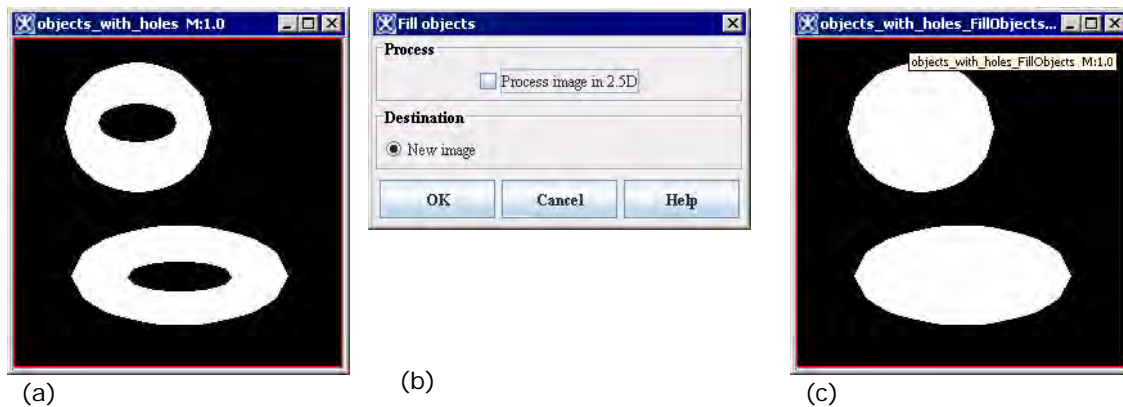 objects_with_holes M:1.0
Fill objects
Process
Process image in 2.5D
Destination
New image
OK
Cancel
Help
objects_with_holes_FillObjects...
objects_with_holes_FillObjects M:1.0
(a)
(b)
(c)